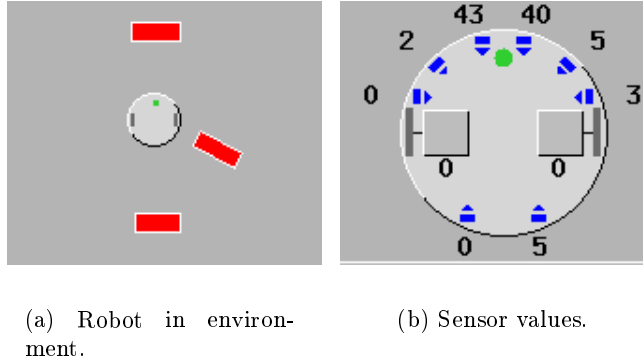 43 40
2 5
0 3
0 0
0 5
(a) Robot in environ-
ment.
(b) Sensor values.